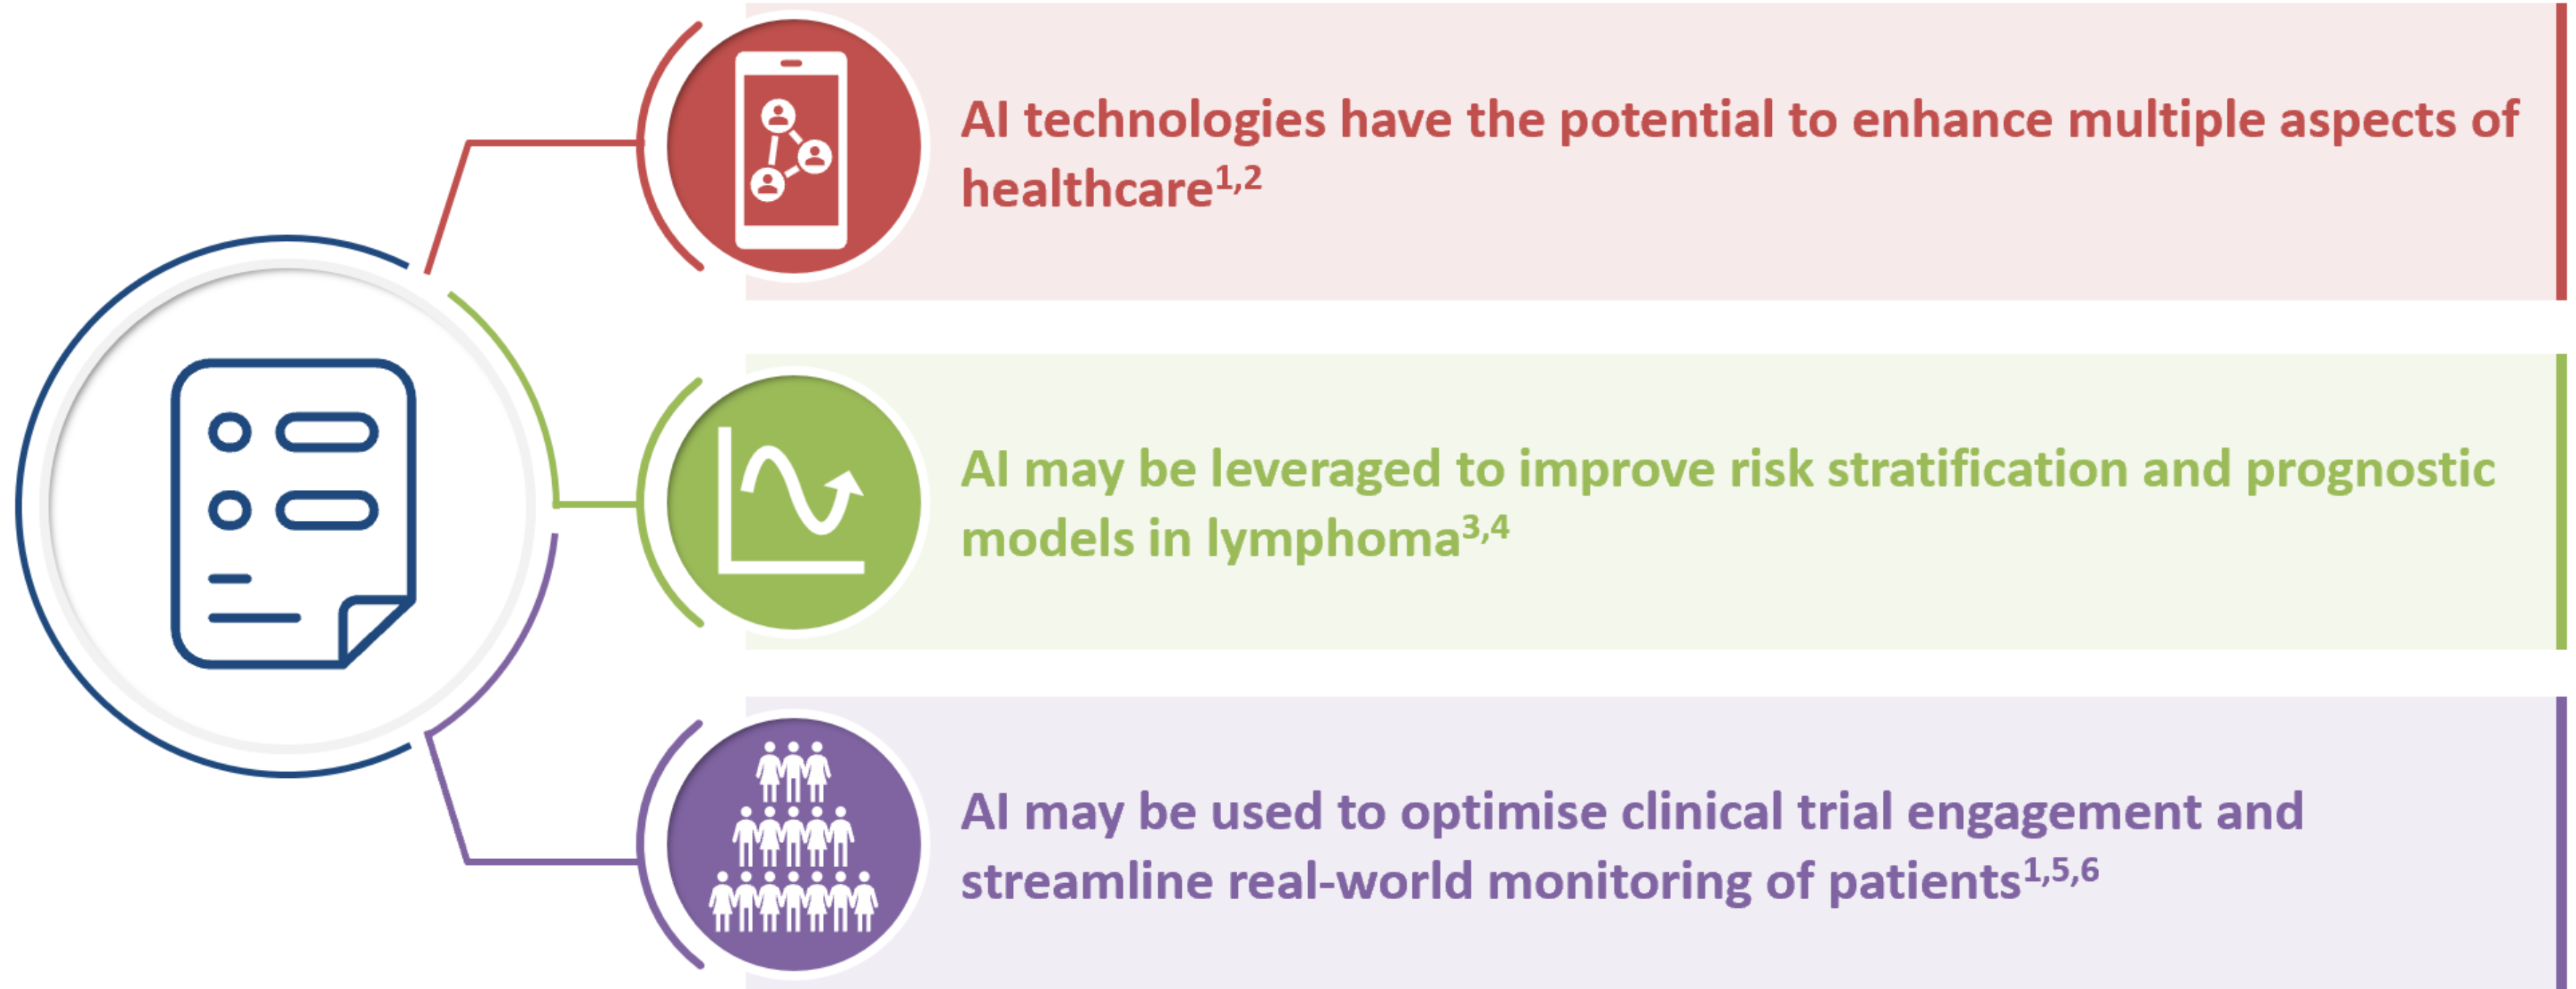 AI technologies have the potential to enhance multiple aspects of
healthcare1,2
AI may be leveraged to improve risk stratification and prognostic
models in lymphoma3,4
AI may be used to optimise clinical trial engagement and
streamline real-world monitoring of patients1,5,6